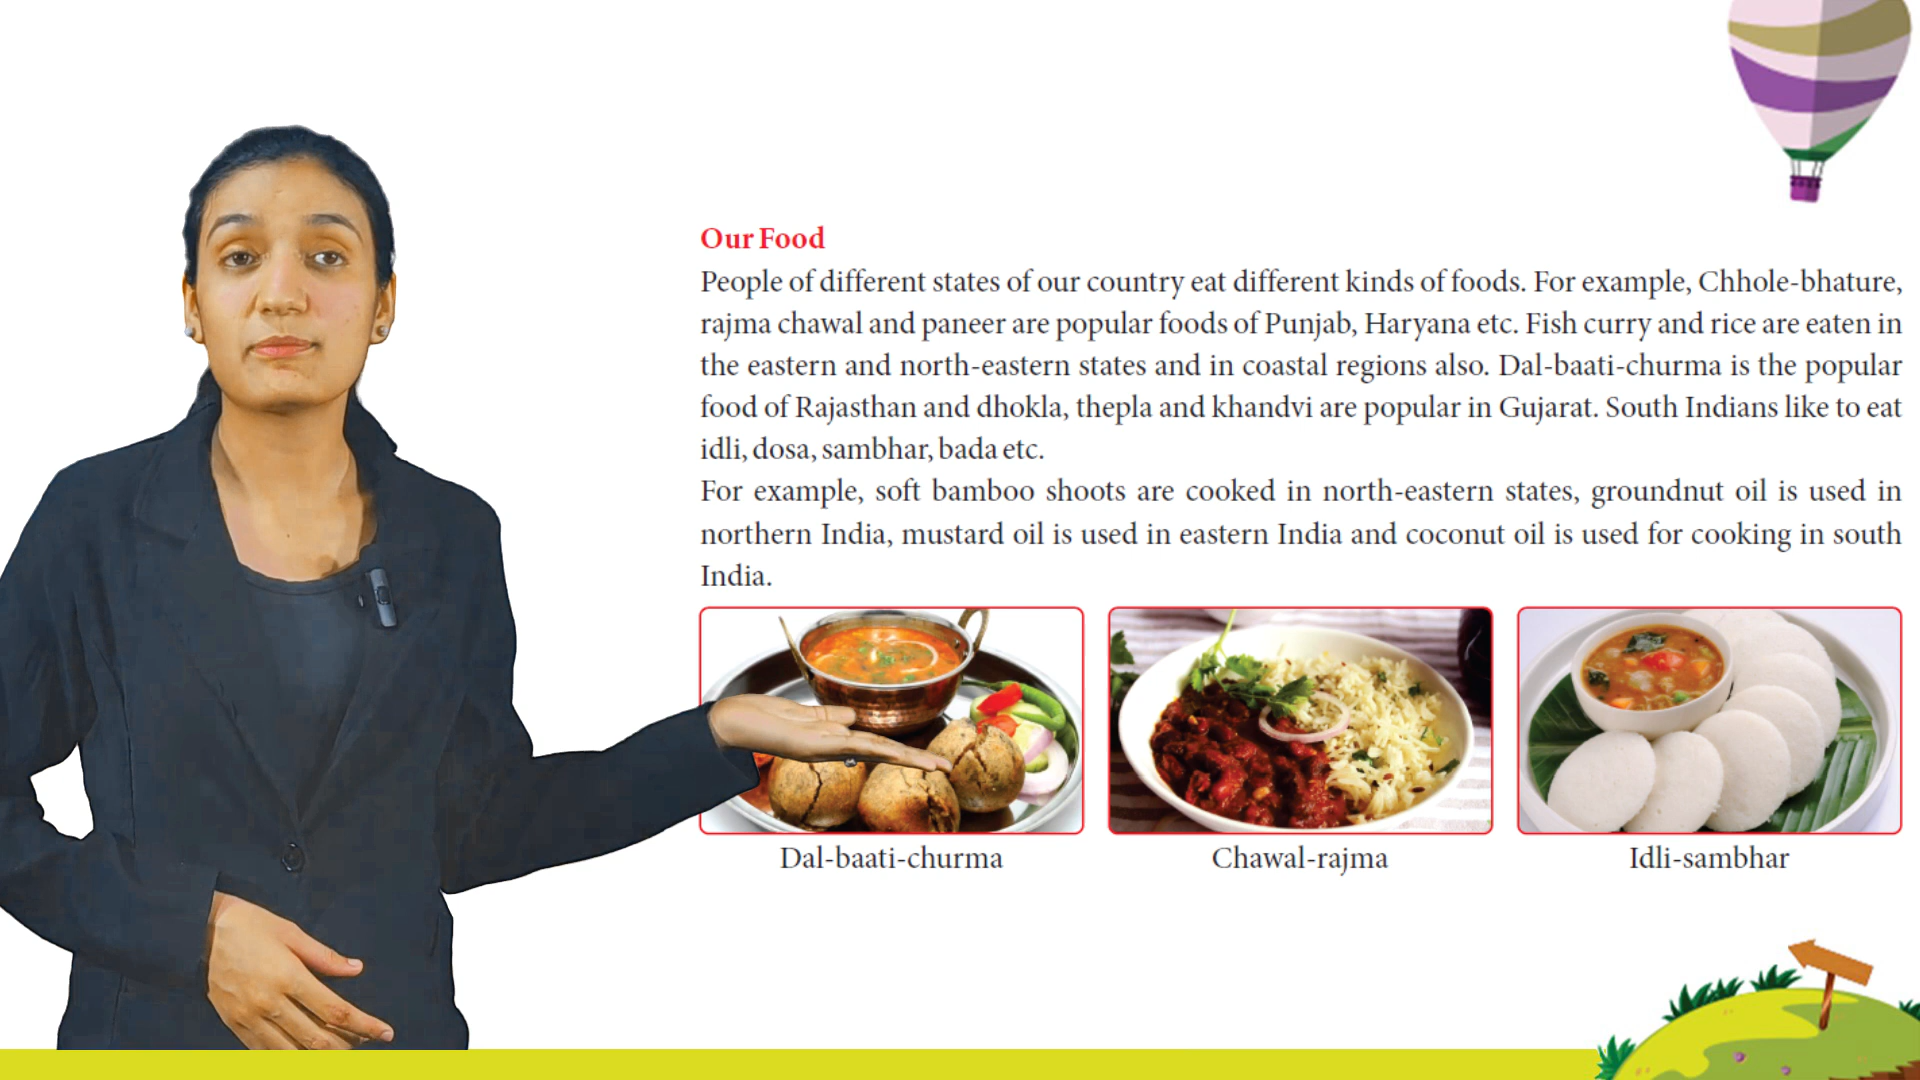 Our Food
People of different states of our country eat different kinds of foods. For example, Chhole-bhature,
rajma chawal and paneer are popular foods of Punjab, Haryana etc. Fish curry and rice are eaten in
the eastern and north-eastern states and in coastal regions also. Dal-baati-churma is the popular
food of Rajasthan and dhokla, thepla and khandvi are popular in Gujarat. South Indians like to eat
idli, dosa, sambhar, bada etc.
For example, soft bamboo shoots are cooked in north-eastern states, groundnut oil is used in
northern India, mustard oil is used in eastern India and coconut oil is used for cooking in south
India.
Dal-baati-churma
Chawal-rajma
Idli-sambhar